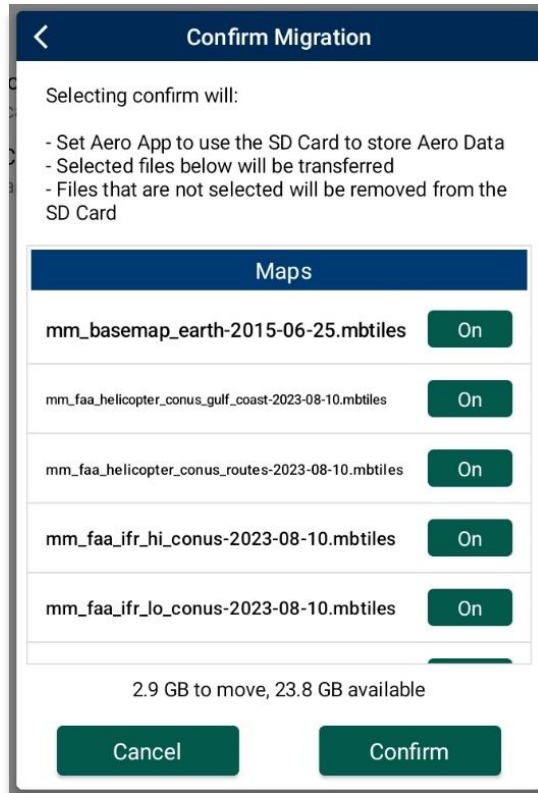 Confirm Migration
Selecting confirm will:
- Set Aero App to use the SD Card to store Aero Data
- Selected files below will be transferred
- Files that are not selected will be removed from the
SD Card
Maps
mm_basemap_earth-2015-06-25.mbtiles On
mm_faa_helicopter_conus_gulf_coast-2023-08-10.mbtiles On
mm_faa_helicopter_conus_routes-2023-08-10.mbtiles On
mm_faa_ifr_hi_conus-2023-08-10.mbtiles On
mm_faa_ifr_lo_conus-2023-08-10.mbtiles On
2.9 GB to move, 23.8 GB available
Cancel Confirm